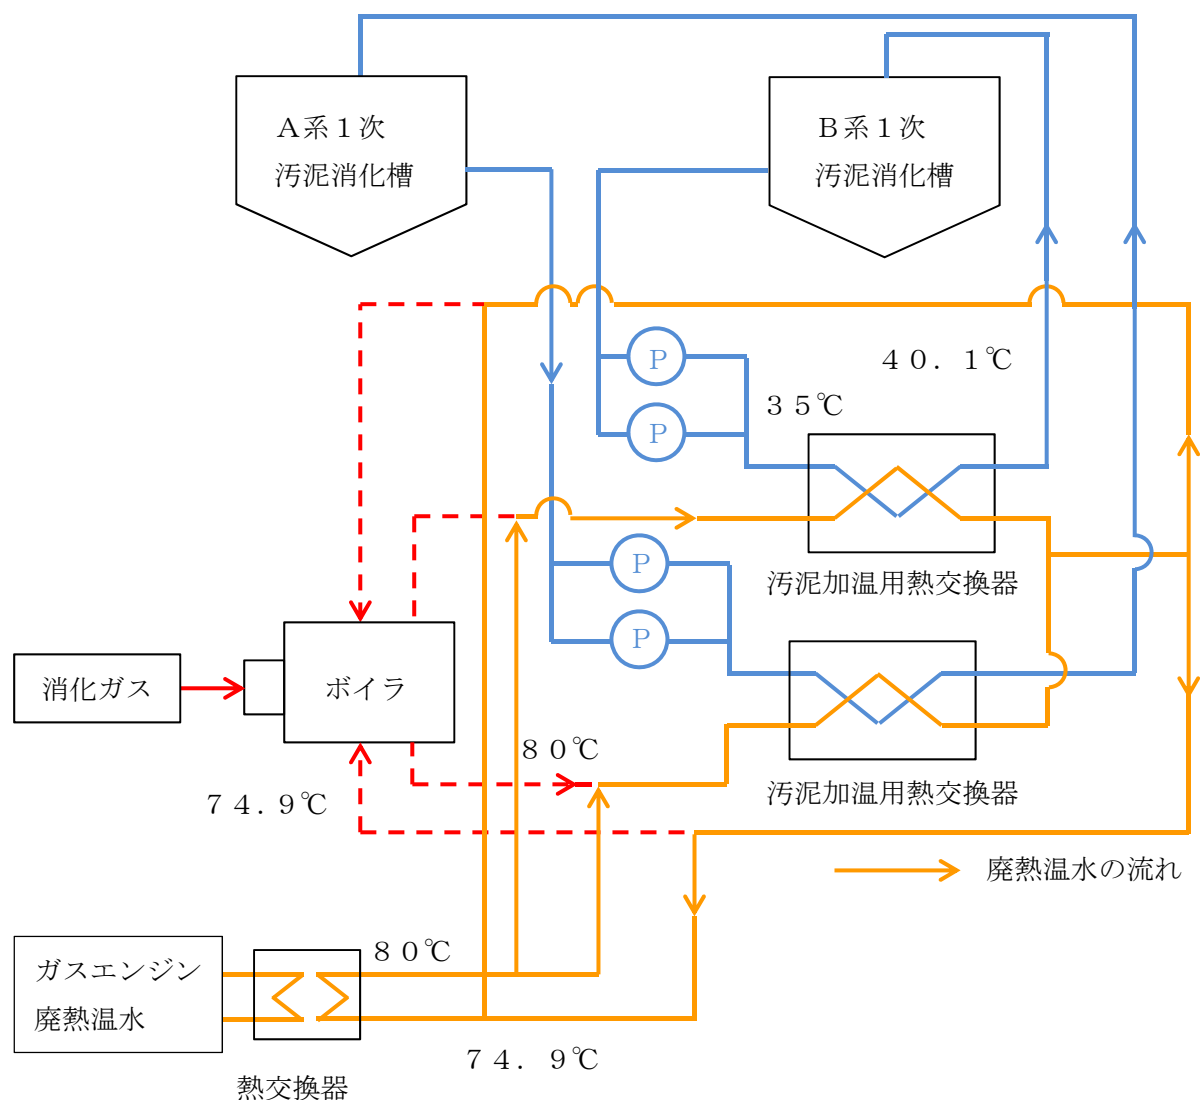 A系１次
汚泥消化槽
B系１次
汚泥消化槽
P
４０．１℃
３５℃
P
P
汚泥加温用熱交換器
P
消化ガス
ボイラ
８０℃
７４．９℃
汚泥加温用熱交換器
廃熱温水の流れ
８０℃
ガスエンジン
廃熱温水
７４．９℃
熱交換器